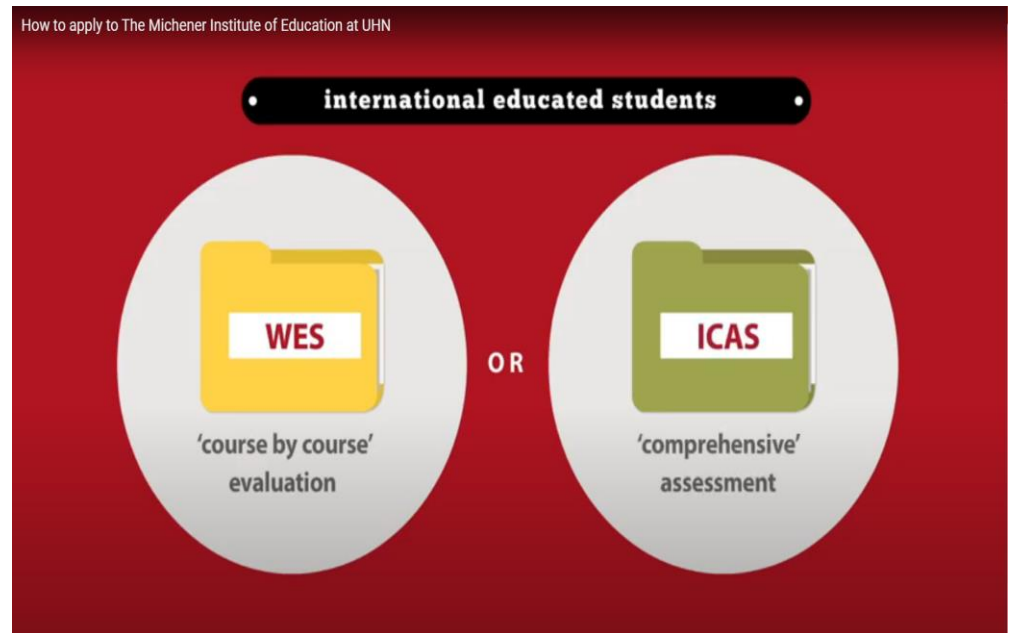 How to apply to The Michener Institute of Education at UHN
international educated students
WES
OR
ICAS
'course by course'
evaluation
'comprehensive'
assessment